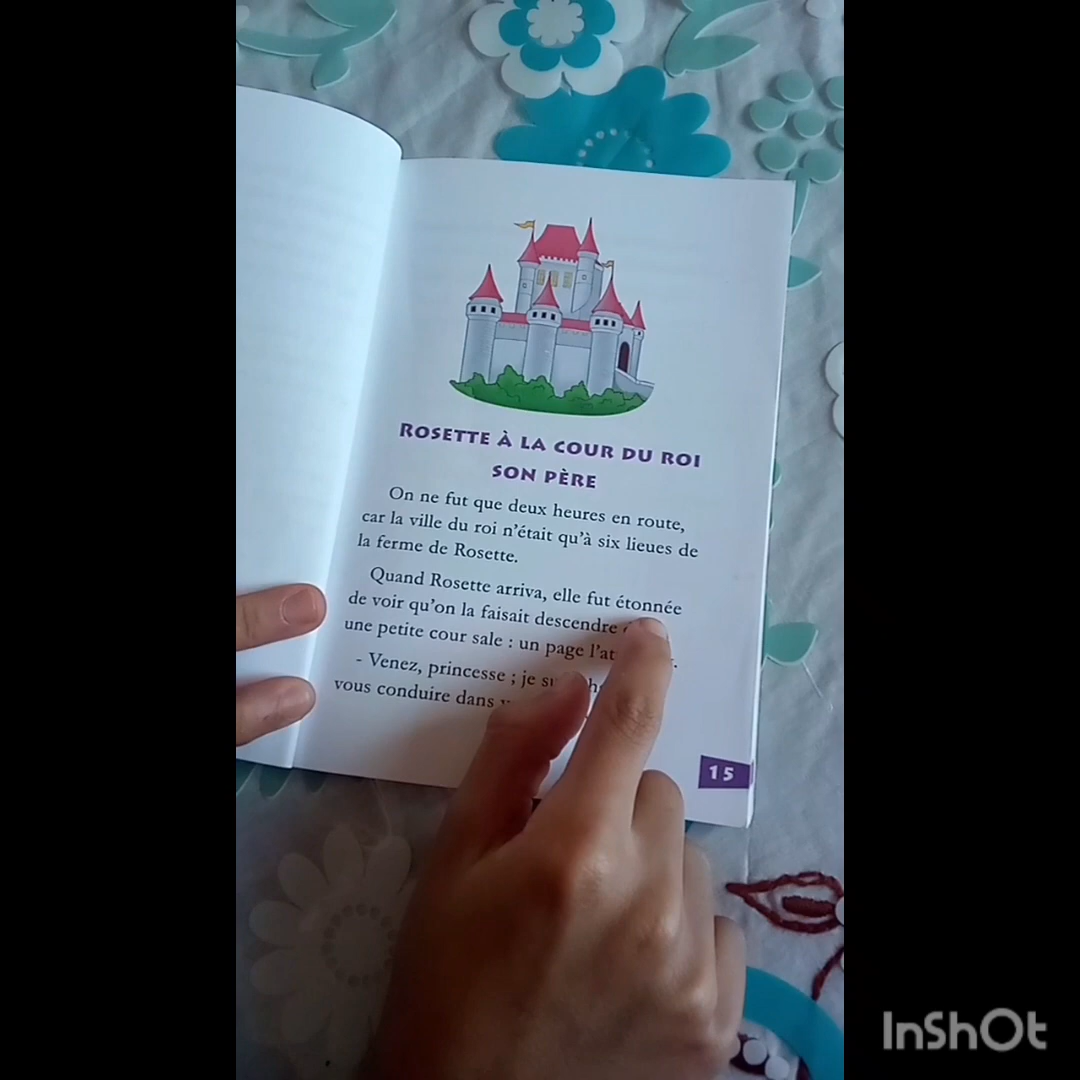 ROSETTE À LA COUR DU ROI
SON PÈRE
On ne fut que deux heures en route,
car la ville du roi n'était qu'à six lieues de
la ferme de Rosette.
Quand Rosette arriva, elle fut étonnée
de voir qu'on la faisait descendre
une petite cour sale : un page
- Venez, princesse ; je
vous conduire dans
15
InShOt